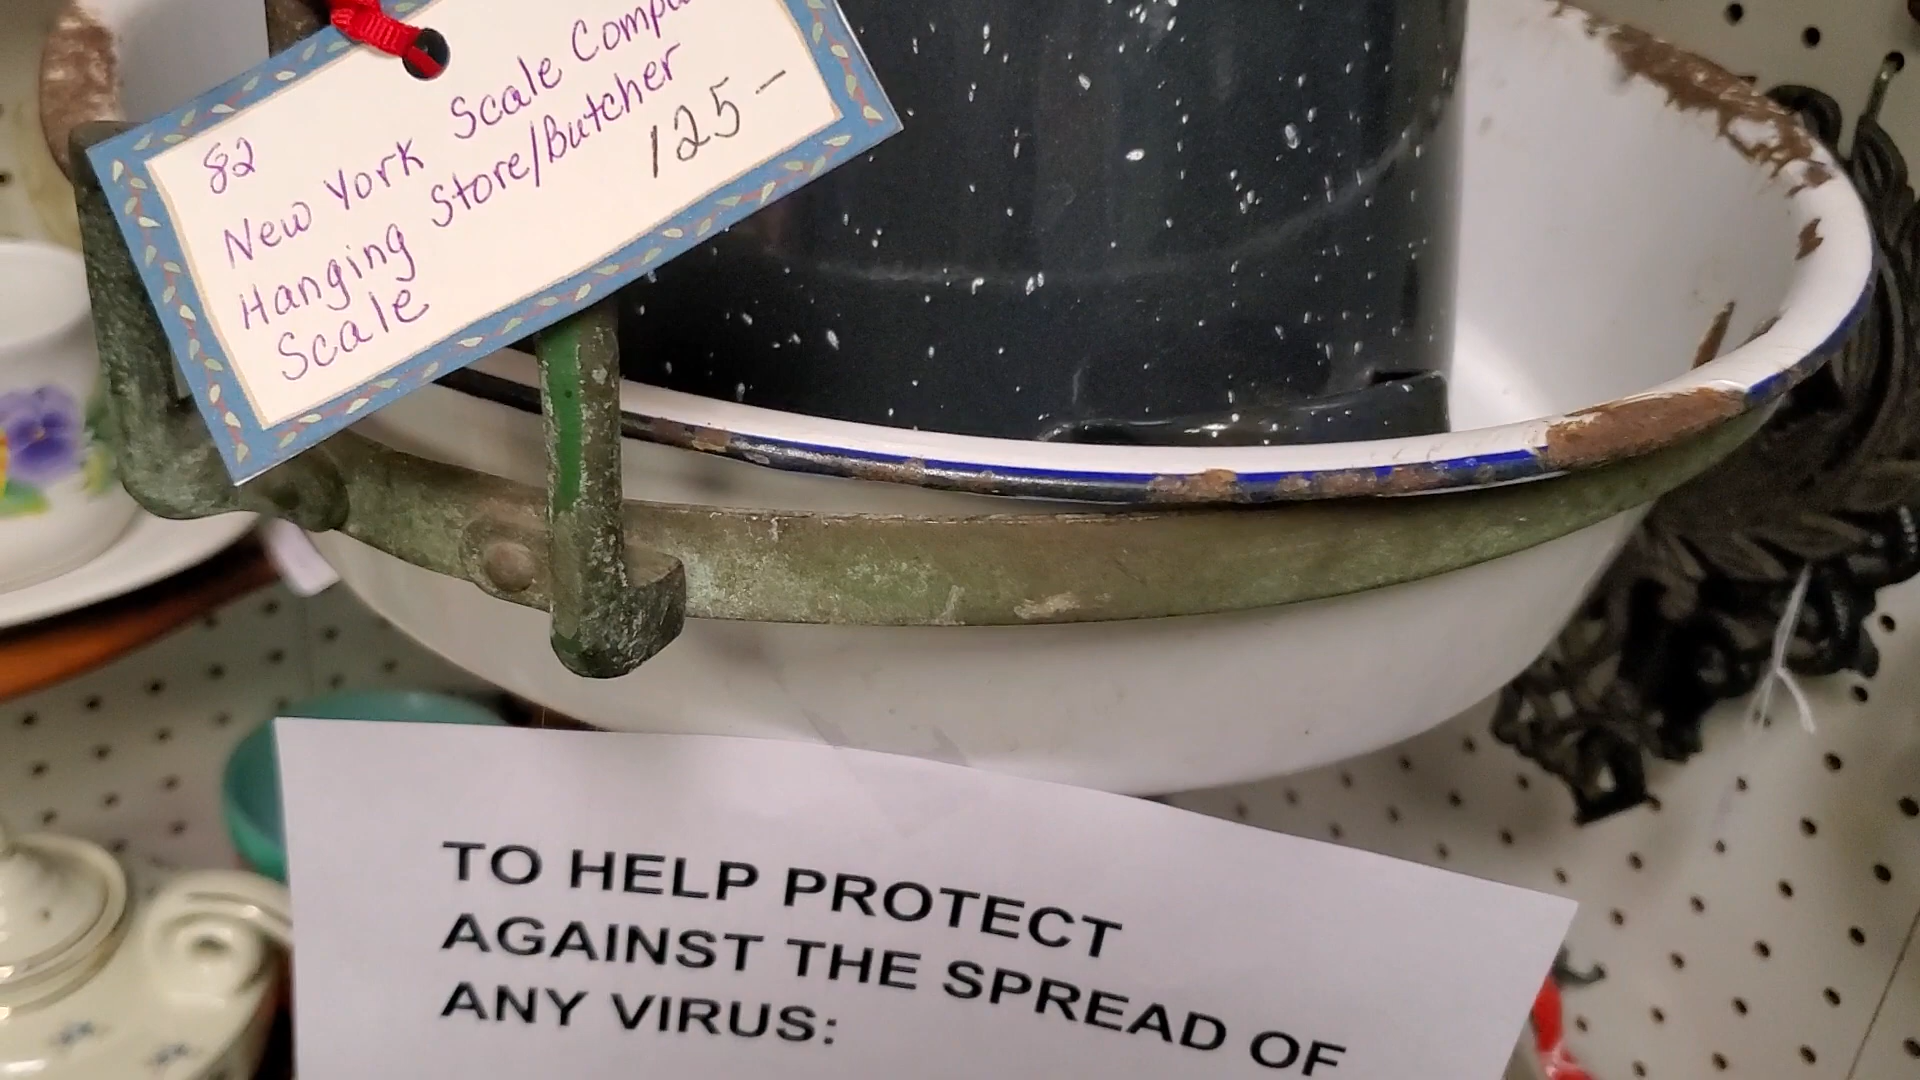 82
New York Scale
Hanging Store/Butcher
Scale
125-
TO HELP PROTECT
AGAINST THE SPREAD OF
ANY VIRUS: